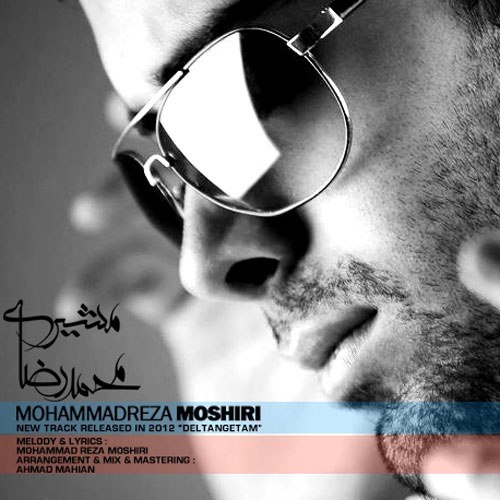 مشیری
محمدرضا
MOHAMMADREZA MOSHIRI
NEW TRACK RELEASED IN 2012 "DELTANGETAM"
MELODY & LYRICS :
MOHAMMAD REZA MOSHIRI
ARRANGEMENT & MIX & MASTERING :
AHMAD MAHIAN